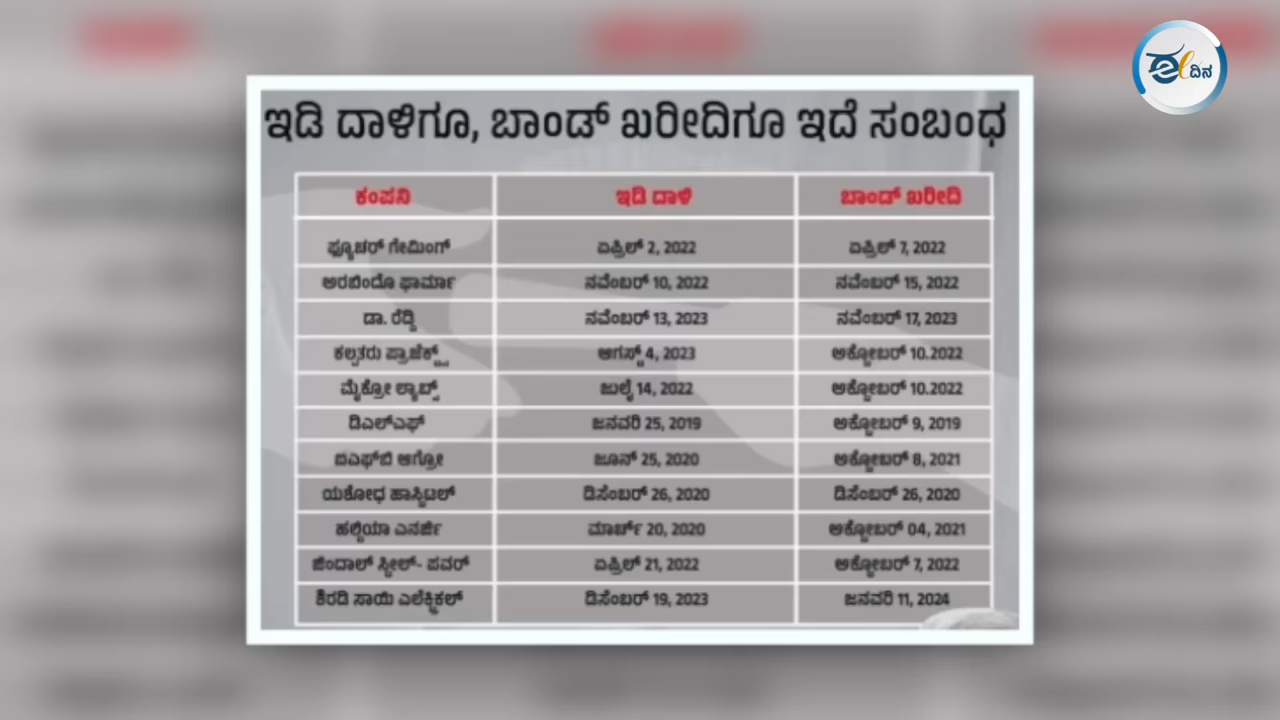 ಈ ದಿನ
ಇಡಿ ದಾಳಿಗೂ, ಬಾಂಡ್ ಖರೀದಿಗೂ ಇದೆ ಸಂಬಂಧ
ಕಂಪನಿ ಇಡಿ ದಾಳಿ ಬಾಂಡ್ ಖರೀದಿ
ಫ್ಯೂಚರ್ ಗೇಮಿಂಗ್ ಏಪ್ರಿಲ್ 2, 2022 ಏಪ್ರಿಲ್ 7, 2022
ಅರಬಿಂದೊ ಫಾರ್ಮಾ ನವೆಂಬರ್ 10, 2022 ನವೆಂಬರ್ 15, 2022
ಡಾ. ರೆಡ್ಡಿ ನವೆಂಬರ್ 13, 2023 ನವೆಂಬರ್ 17, 2023
ಕಲ್ಪತರು ಪ್ರಾಜೆಕ್ಟ್ಸ್ ಆಗಸ್ಟ್ 4, 2023 ಅಕ್ಟೋಬರ್ 10.2022
ಮೈಕ್ರೋ ಲ್ಯಾಬ್ಸ್ ಜುಲೈ 14, 2022 ಅಕ್ಟೋಬರ್ 10.2022
ಡಿಎಲ್‌ಎಫ್ ಜನವರಿ 25, 2019 ಅಕ್ಟೋಬರ್ 9, 2019
ಐಎಫ್‌ಬಿ ಆಗ್ರೋ ಜೂನ್ 25, 2020 ಅಕ್ಟೋಬರ್ 8, 2021
ಯಶೋಧ ಹಾಸ್ಪಿಟಲ್ ಡಿಸೆಂಬರ್ 26, 2020 ಡಿಸೆಂಬರ್ 26, 2020
ಹಲ್ದಿಯಾ ಎನರ್ಜಿ ಮಾರ್ಚ್ 20, 2020 ಅಕ್ಟೋಬರ್ 04, 2021
ಜಿಂದಾಲ್ ಸ್ಟೀಲ್- ಪವರ್ ಏಪ್ರಿಲ್ 21, 2022 ಅಕ್ಟೋಬರ್ 7, 2022
ಶಿರಡಿ ಸಾಯಿ ಎಲೆಕ್ಟ್ರಿಕಲ್ ಡಿಸೆಂಬರ್ 19, 2023 ಜನವರಿ 11, 2024